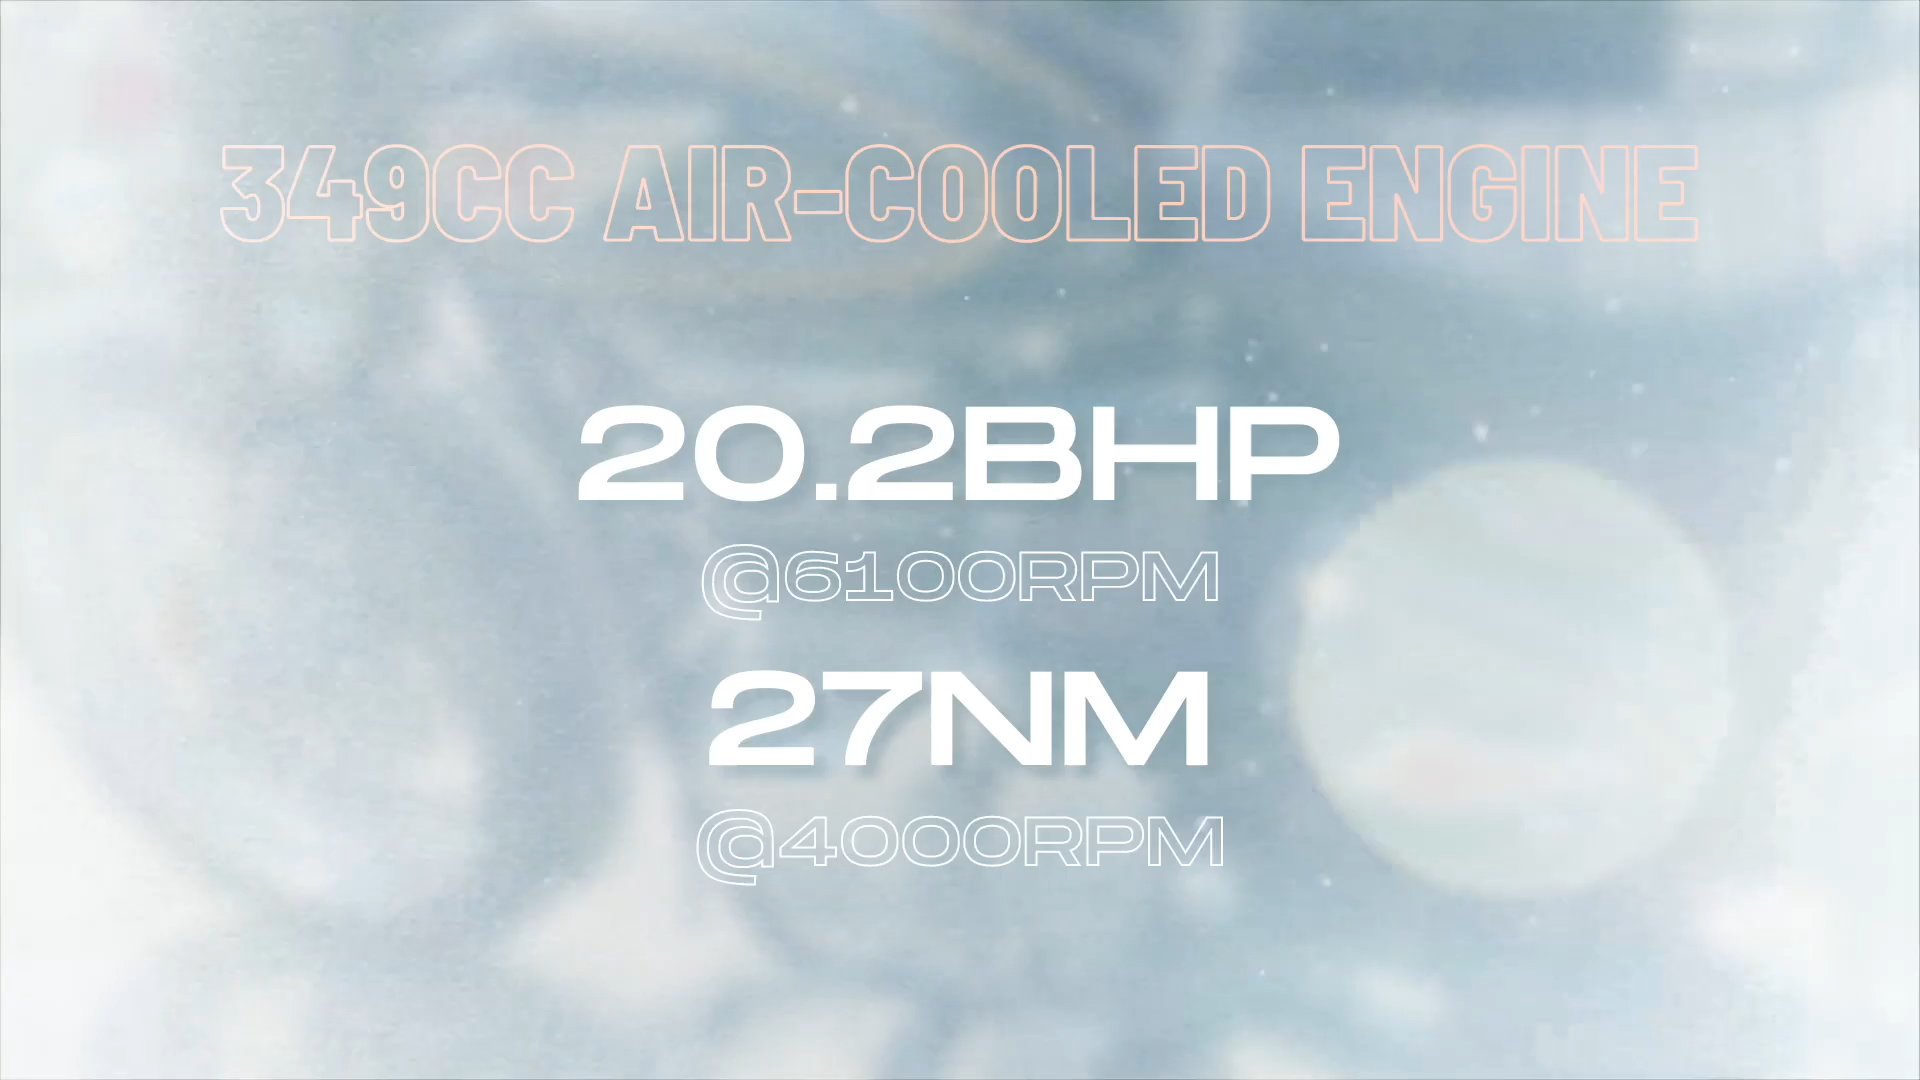 349CC AIR-COOLED ENGINE
20.2BHP
@6100RPM
27NM
@4000RPM